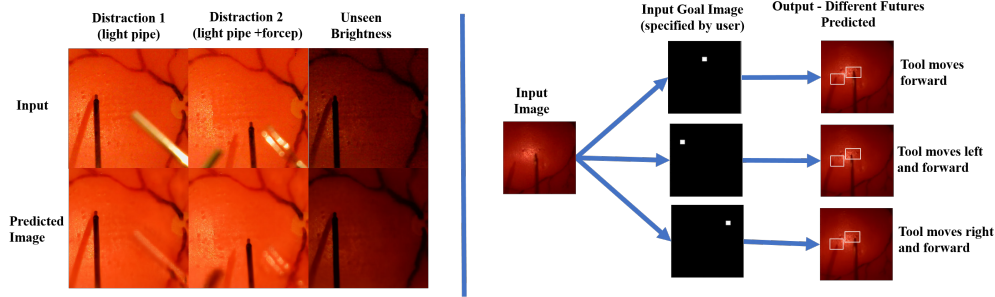 Distraction 1
(light pipe)
Distraction 2
(light pipe +forcep)
Unseen
Brightness
Input
Predicted
Image
Input Goal Image
(specified by user)
Output - Different Futures
Predicted
Input
Image
Tool moves
forward
Tool moves left
and forward
Tool moves right
and forward